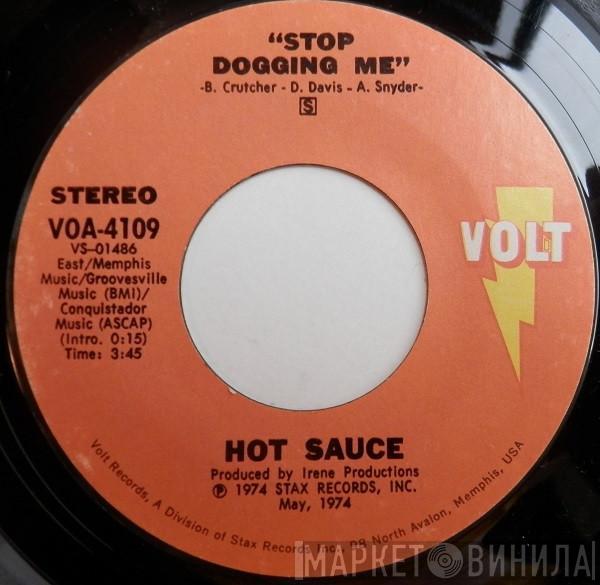 "STOP
DOGGING ME"
-B. Crutcher - D. Davis - A. Snyder-
S
STEREO
VOA-4109
VS-01486
East/Memphis
Music/Groovesville
Music (BMI)/
Conquistador
Music (ASCAP)
(Intro. 0:15)
Time: 3:45
VOLT
HOT SAUCE
Produced by Irene Productions
℗ 1974 STAX RECORDS, INC.
May, 1974
Volt Records, A Division of Stax Records Inc., 98 North Avalon, Memphis, USA
МАРКЕТ ВИНИЛА